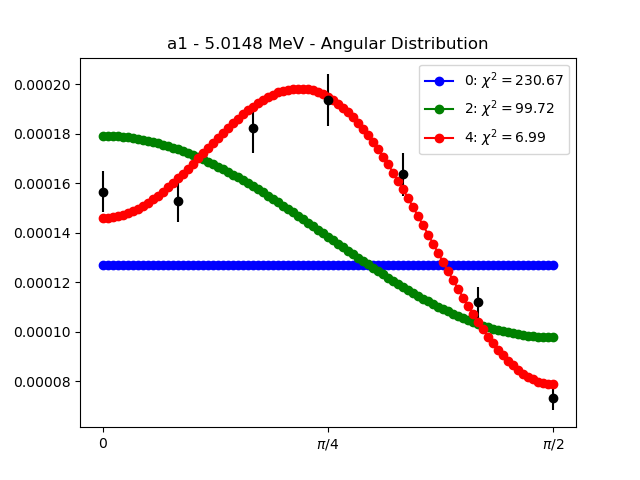 a1 - 5.0148 MeV - Angular Distribution
0: χ² = 230.67
2: χ² = 99.72
4: χ² = 6.99
0.00020
0.00018
0.00016
0.00014
0.00012
0.00010
0.00008
0 π/4 π/2